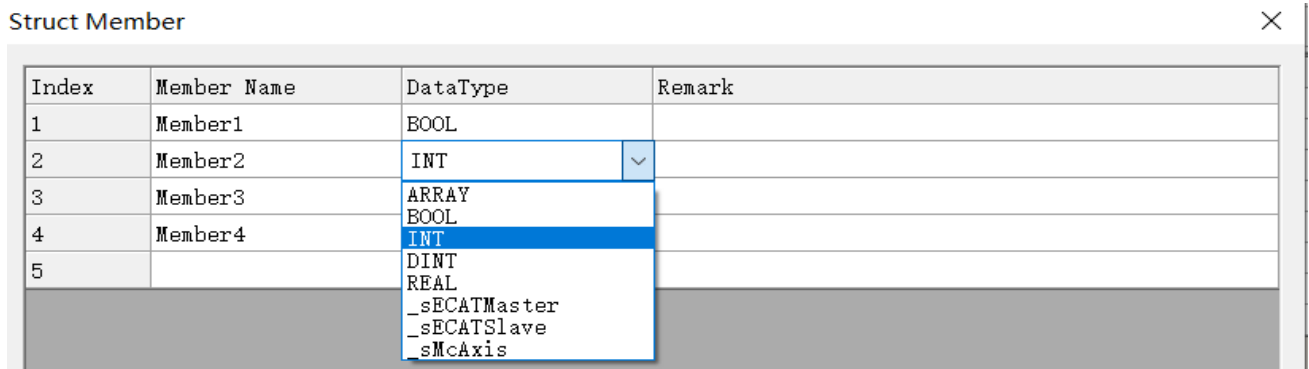 Struct Member
Index Member Name DataType Remark
1 Member1 BOOL
2 Member2 INT
3 Member3
4 Member4
5
ARRAY
BOOL
INT
DINT
REAL
_sECATMaster
_sECATSlave
_sMcAxis